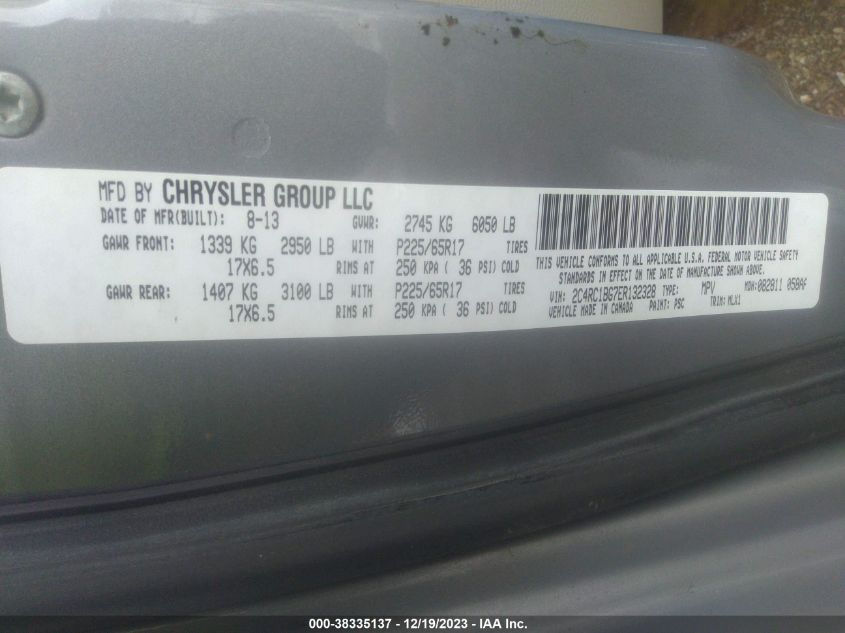 MFD BY CHRYSLER GROUP LLC
DATE OF MFR(BUILT): 8-13 GVWR: 2745 KG 6050 LB
GAWR FRONT: 1339 KG 2950 LB WITH P225/65R17 TIRES
17X6.5 RIMS AT 250 KPA ( 36 PSI) COLD
GAWR REAR: 1407 KG 3100 LB WITH P225/65R17 TIRES
17X6.5 RIMS AT 250 KPA ( 36 PSI) COLD
THIS VEHICLE CONFORMS TO ALL APPLICABLE U.S.A. FEDERAL MOTOR VEHICLE SAFETY
STANDARDS IN EFFECT ON THE DATE OF MANUFACTURE SHOWN ABOVE.
VIN: 2C4RC1BG7ER132328 TYPE: MPV MDH:082811 058AF
VEHICLE MADE IN CANADA PAINT: PSC TRIM: MLX1
000-38335137 - 12/19/2023 - IAA Inc.